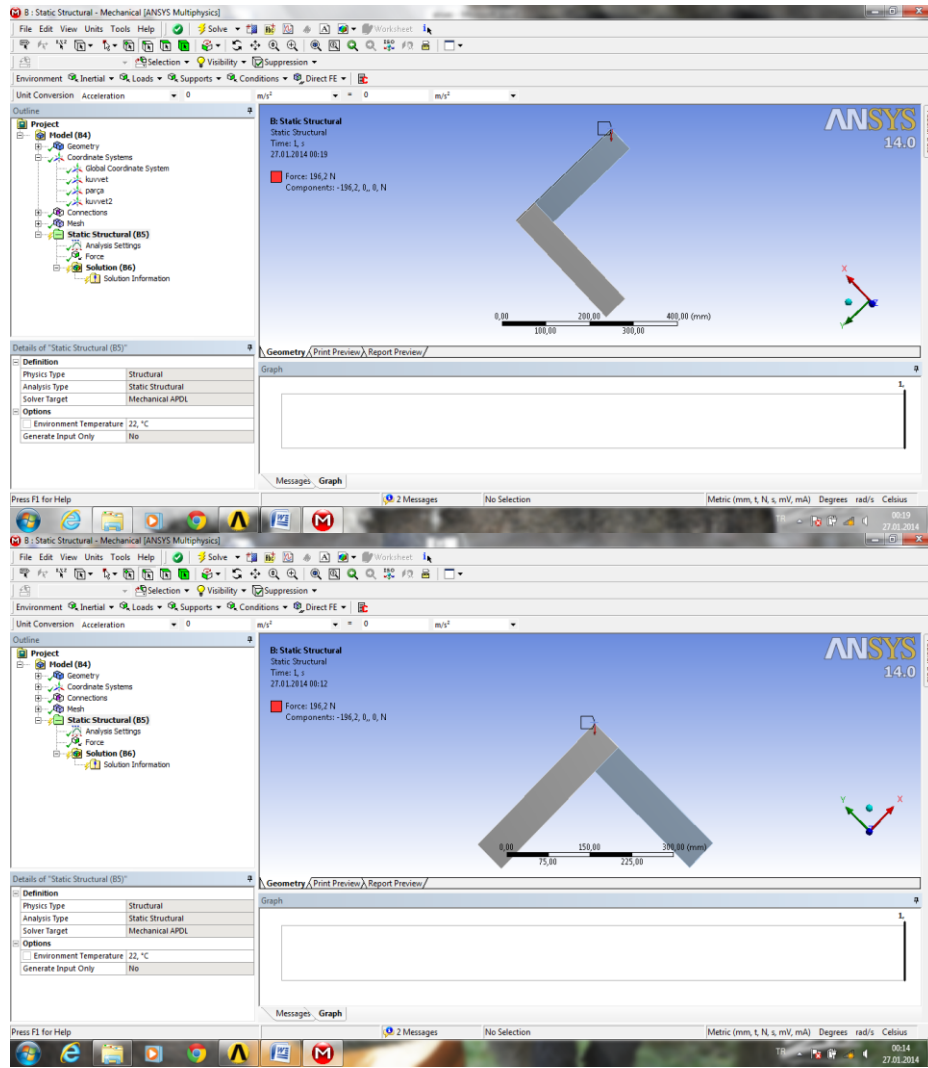 B : Static Structural - Mechanical [ANSYS Multiphysics]
File Edit View Units Tools Help Solve Worksheet
Selection Visibility Suppression
Environment Inertial Loads Supports Conditions Direct FE
Unit Conversion Acceleration 0 m/s² = 0 m/s²
Outline
Project
Model (B4)
Geometry
Coordinate Systems
Global Coordinate System
kuvvet
parça
kuvvet2
Connections
Mesh
Static Structural (B5)
Analysis Settings
Force
Solution (B6)
Solution Information
B: Static Structural
Static Structural
Time: 1, s
27.01.2014 00:19
Force: 196,2 N
Components: -196,2, 0,, 0, N
ANSYS
14.0
0,00 200,00 400,00 (mm)
100,00 300,00
X
Y
Z
Geometry Print Preview Report Preview
Details of "Static Structural (B5)"
Definition
Physics Type Structural
Analysis Type Static Structural
Solver Target Mechanical APDL
Options
Environment Temperature 22, °C
Generate Input Only No
Graph
1,
Messages Graph
Press F1 for Help 2 Messages No Selection Metric (mm, t, N, s, mV, mA) Degrees rad/s Celsius
TR 00:19
27.01.2014
B : Static Structural - Mechanical [ANSYS Multiphysics]
File Edit View Units Tools Help Solve Worksheet
Selection Visibility Suppression
Environment Inertial Loads Supports Conditions Direct FE
Unit Conversion Acceleration 0 m/s² = 0 m/s²
Outline
Project
Model (B4)
Geometry
Coordinate Systems
Connections
Mesh
Static Structural (B5)
Analysis Settings
Force
Solution (B6)
Solution Information
B: Static Structural
Static Structural
Time: 1, s
27.01.2014 00:12
Force: 196,2 N
Components: -196,2, 0,, 0, N
ANSYS
14.0
0,00 150,00 300,00 (mm)
75,00 225,00
Y X
Geometry Print Preview Report Preview
Details of "Static Structural (B5)"
Definition
Physics Type Structural
Analysis Type Static Structural
Solver Target Mechanical APDL
Options
Environment Temperature 22, °C
Generate Input Only No
Graph
1,
Messages Graph
Press F1 for Help 2 Messages No Selection Metric (mm, t, N, s, mV, mA) Degrees rad/s Celsius
TR 00:14
27.01.2014